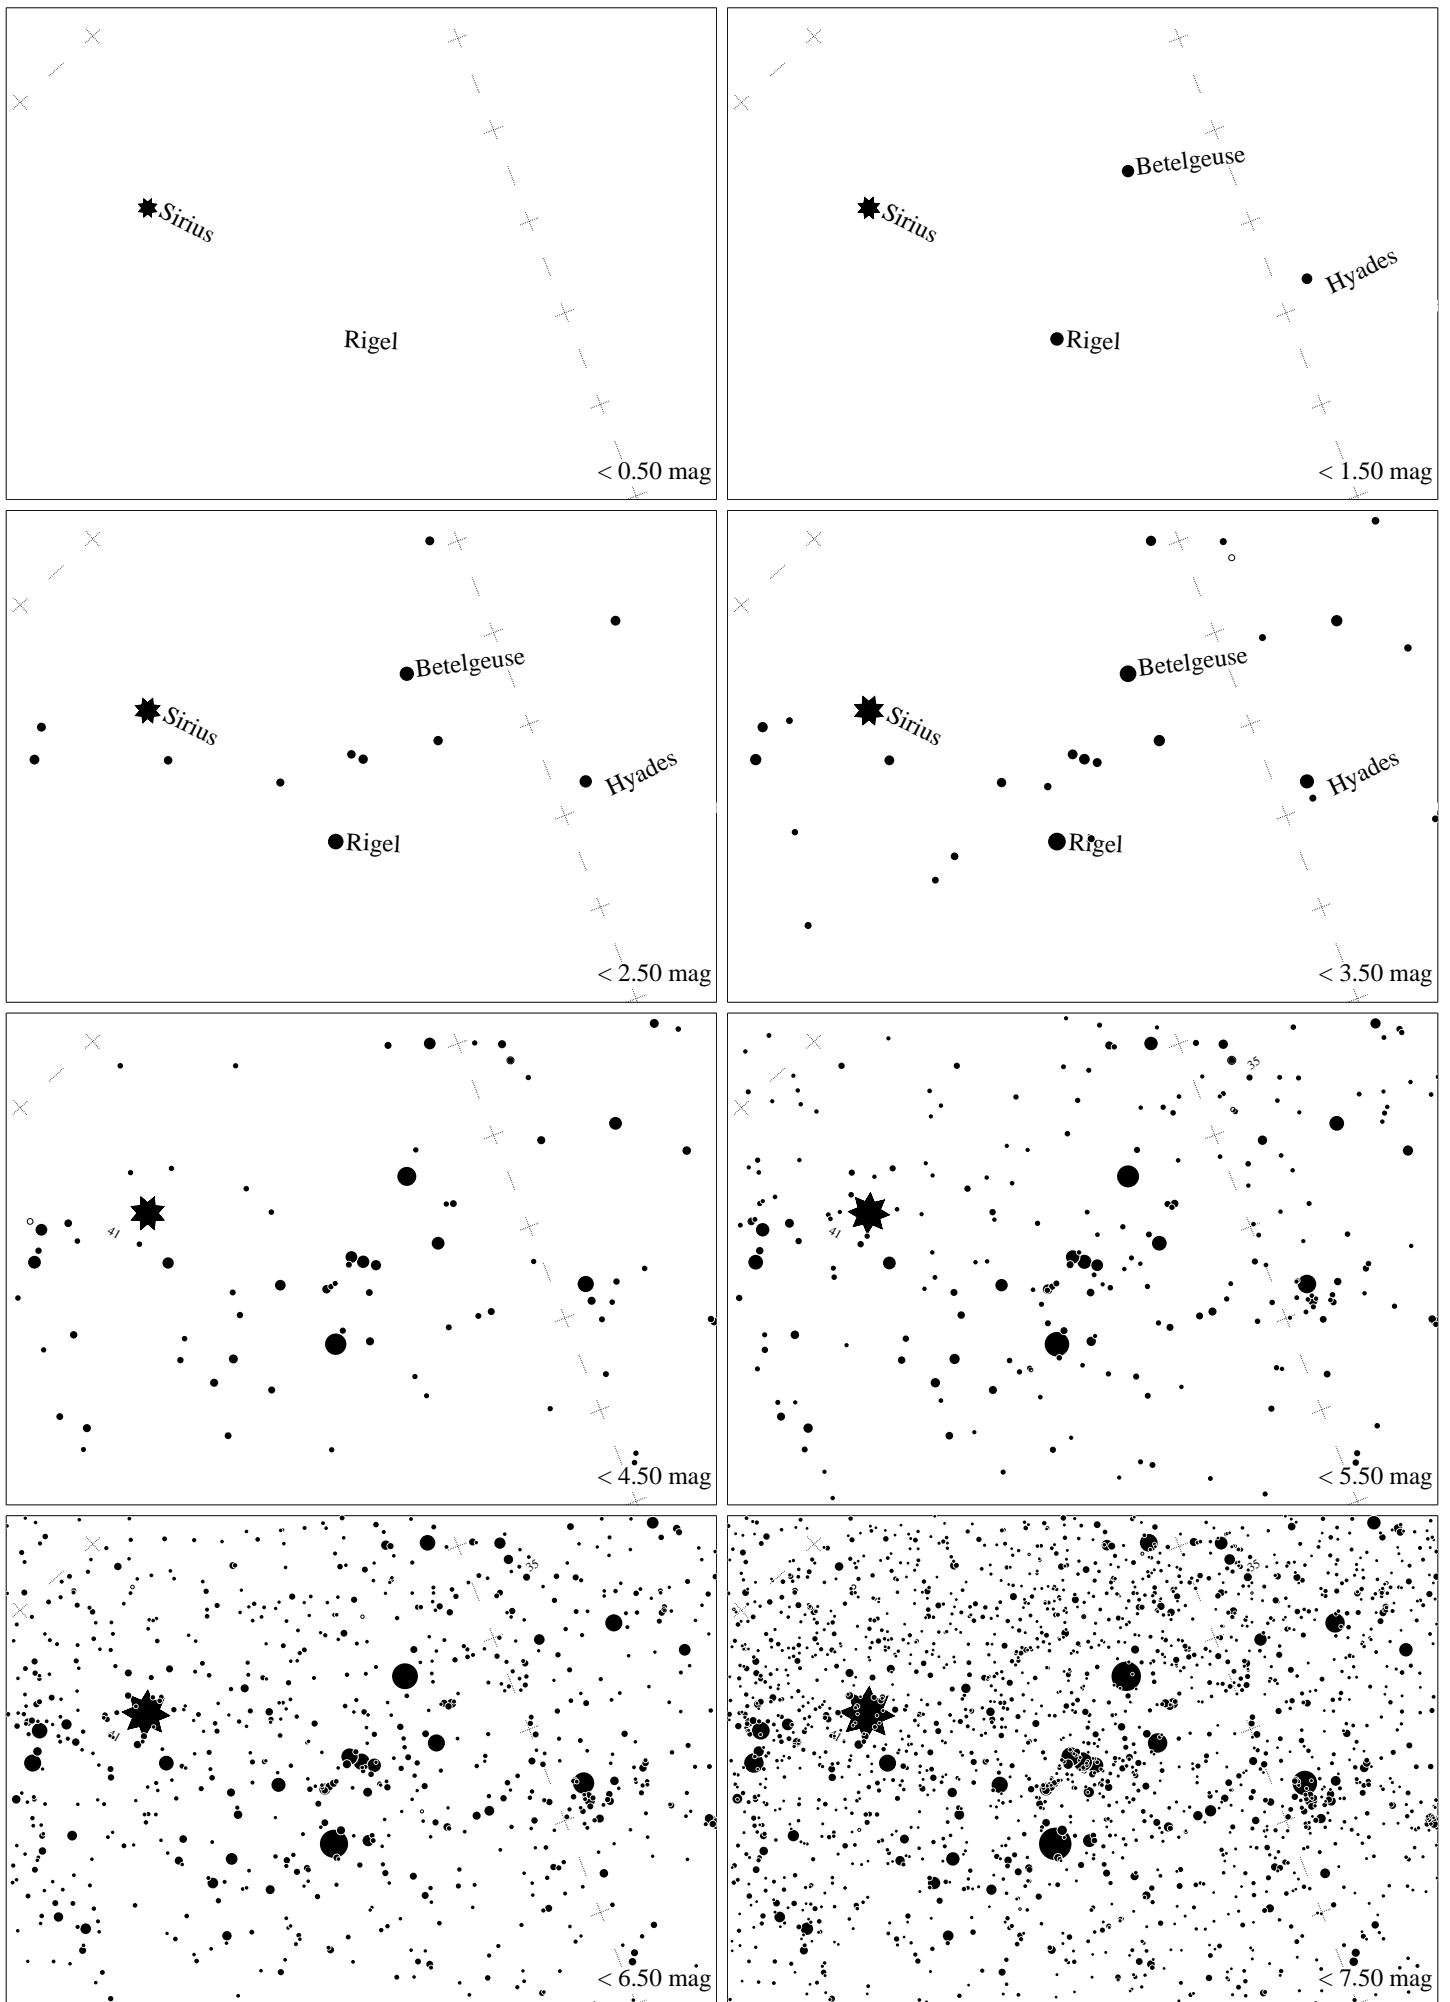 Sirius
Rigel
< 0.50 mag
Betelgeuse
Sirius
Hyades
Rigel
< 1.50 mag
Betelgeuse
Sirius
Hyades
Rigel
< 2.50 mag
Betelgeuse
Sirius
Hyades
Rigel
< 3.50 mag
41
< 4.50 mag
35
41
< 5.50 mag
35
41
< 6.50 mag
35
41
< 7.50 mag